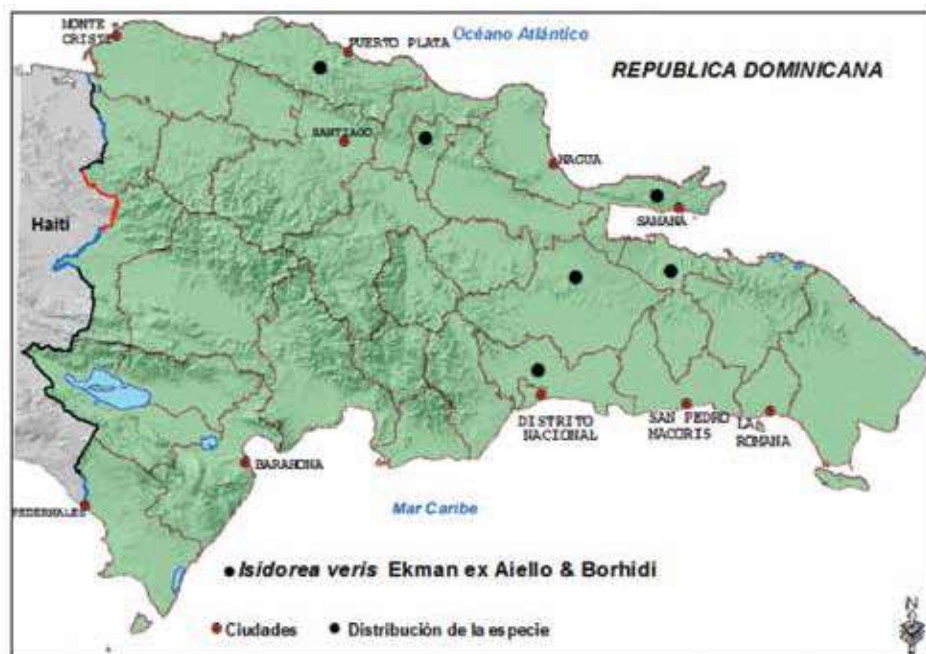 MONTE
CRISTI
Océano Atlántico
PUERTO PLATA
REPUBLICA DOMINICANA
SANTIAGO
NAGUA
Haití
SAMANA
DISTRITO
NACIONAL
SAN PEDRO
MACORIS
LA
ROMANA
BARAHONA
PEDERNALES
Mar Caribe
● Isidorea veris Ekman ex Aiello & Borhidi
Ciudades
Distribución de la especie
N